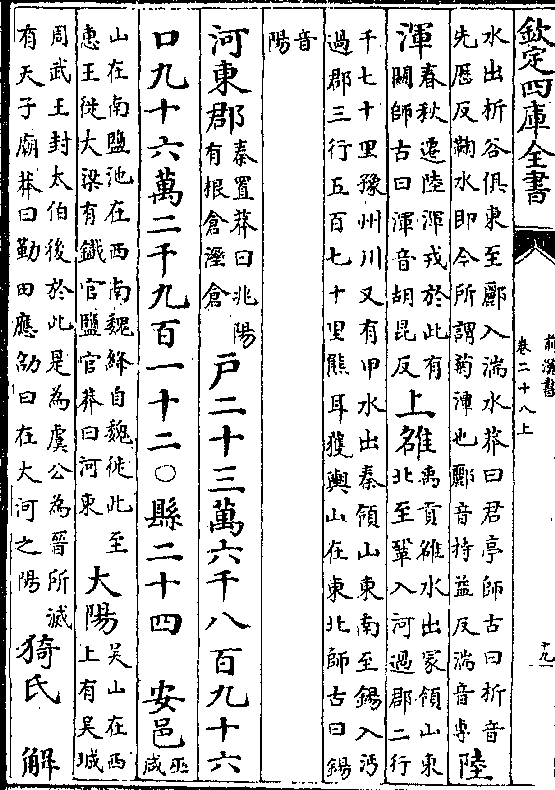 欽定四庫全書
前漢書
卷二十八上
十九
水出折谷俱東至酈入湍水莽曰君亭師古曰折音
先歷反鞠水即今所謂菊潭也酈音持益反湍音專
陸
渾
春秋遷陸渾戎於此有
關師古曰渾音胡昆反
上雒
禹貢雒水出冢領山東
北至鞏入河過郡二行
千七十里豫州川又有甲水出秦領山東南至錫入沔
過郡三行五百七十里熊耳獲輿山在東北師古曰錫
音
陽
河東郡
秦置莽曰兆陽
有根倉溼倉
戶二十三萬六千八百九十六
口九十六萬二千九百一十二○縣二十四 安邑
巫
咸
山在南鹽池在西南魏絳自魏徙此至
惠王徙大梁有鐵官鹽官莽曰河東
大陽
吳山在西
上有吳城
周武王封太伯後於此是為虞公為晉所滅
有天子廟莽曰勤田應劭曰在大河之陽
猗氏 解